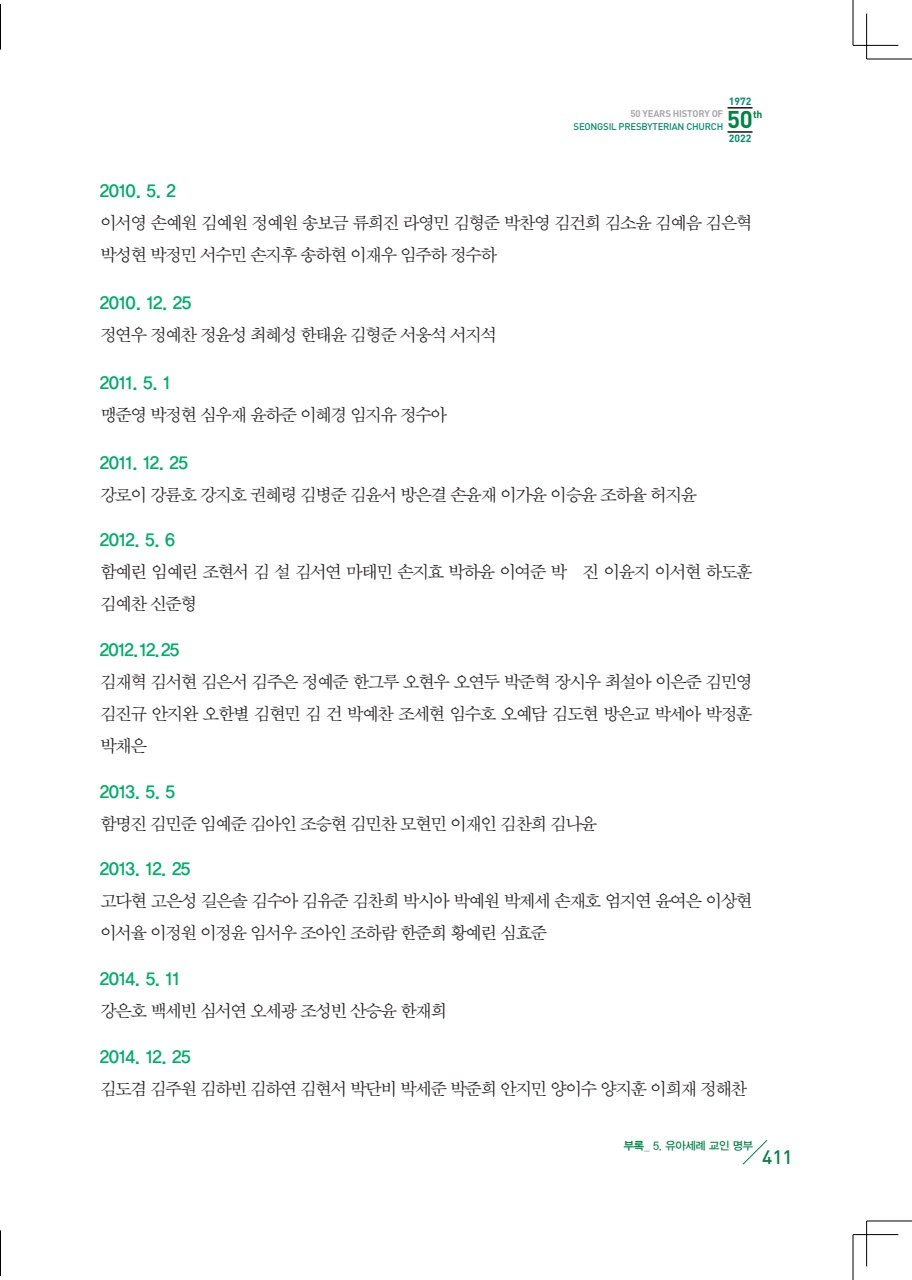 50 YEARS HISTORY OF
SEONGSIL PRESBYTERIAN CHURCH
1972
50th
2022
2010. 5. 2
이서영 손예원 김예원 정예원 송보금 류희진 라영민 김형준 박찬영 김건희 김소윤 김예음 김은혁
박성현 박정민 서수민 손지후 송하현 이재우 임주하 정수하
2010. 12. 25
정연우 정예찬 정윤성 최혜성 한태윤 김형준 서웅석 서지석
2011. 5. 1
맹준영 박정현 심우재 윤하준 이혜경 임지유 정수아
2011. 12. 25
강로이 강륜호 강지호 권혜령 김병준 김윤서 방은결 손윤재 이가윤 이승윤 조하율 허지윤
2012. 5. 6
함예린 임예린 조현서 김 설 김서연 마태민 손지효 박하윤 이여준 박 진 이윤지 이서현 하도훈
김예찬 신준형
2012.12.25
김재혁 김서현 김은서 김주은 정예준 한그루 오현우 오연두 박준혁 장시우 최설아 이은준 김민영
김진규 안지완 오한별 김현민 김 건 박예찬 조세현 임수호 오예담 김도현 방은교 박세아 박정훈
박채은
2013. 5. 5
함명진 김민준 임예준 김아인 조승현 김민찬 모현민 이재인 김찬희 김나윤
2013. 12. 25
고다현 고은성 길은솔 김수아 김유준 김찬희 박시아 박예원 박제세 손재호 엄지연 윤여은 이상현
이서율 이정원 이정윤 임서우 조아인 조하람 한준희 황예린 심효준
2014. 5. 11
강은호 백세빈 심서연 오세광 조성빈 산승윤 한재희
2014. 12. 25
김도겸 김주원 김하빈 김하연 김현서 박단비 박세준 박준희 안지민 양이수 양지훈 이희재 정해찬
부록_ 5. 유아세례 교인 명부
411